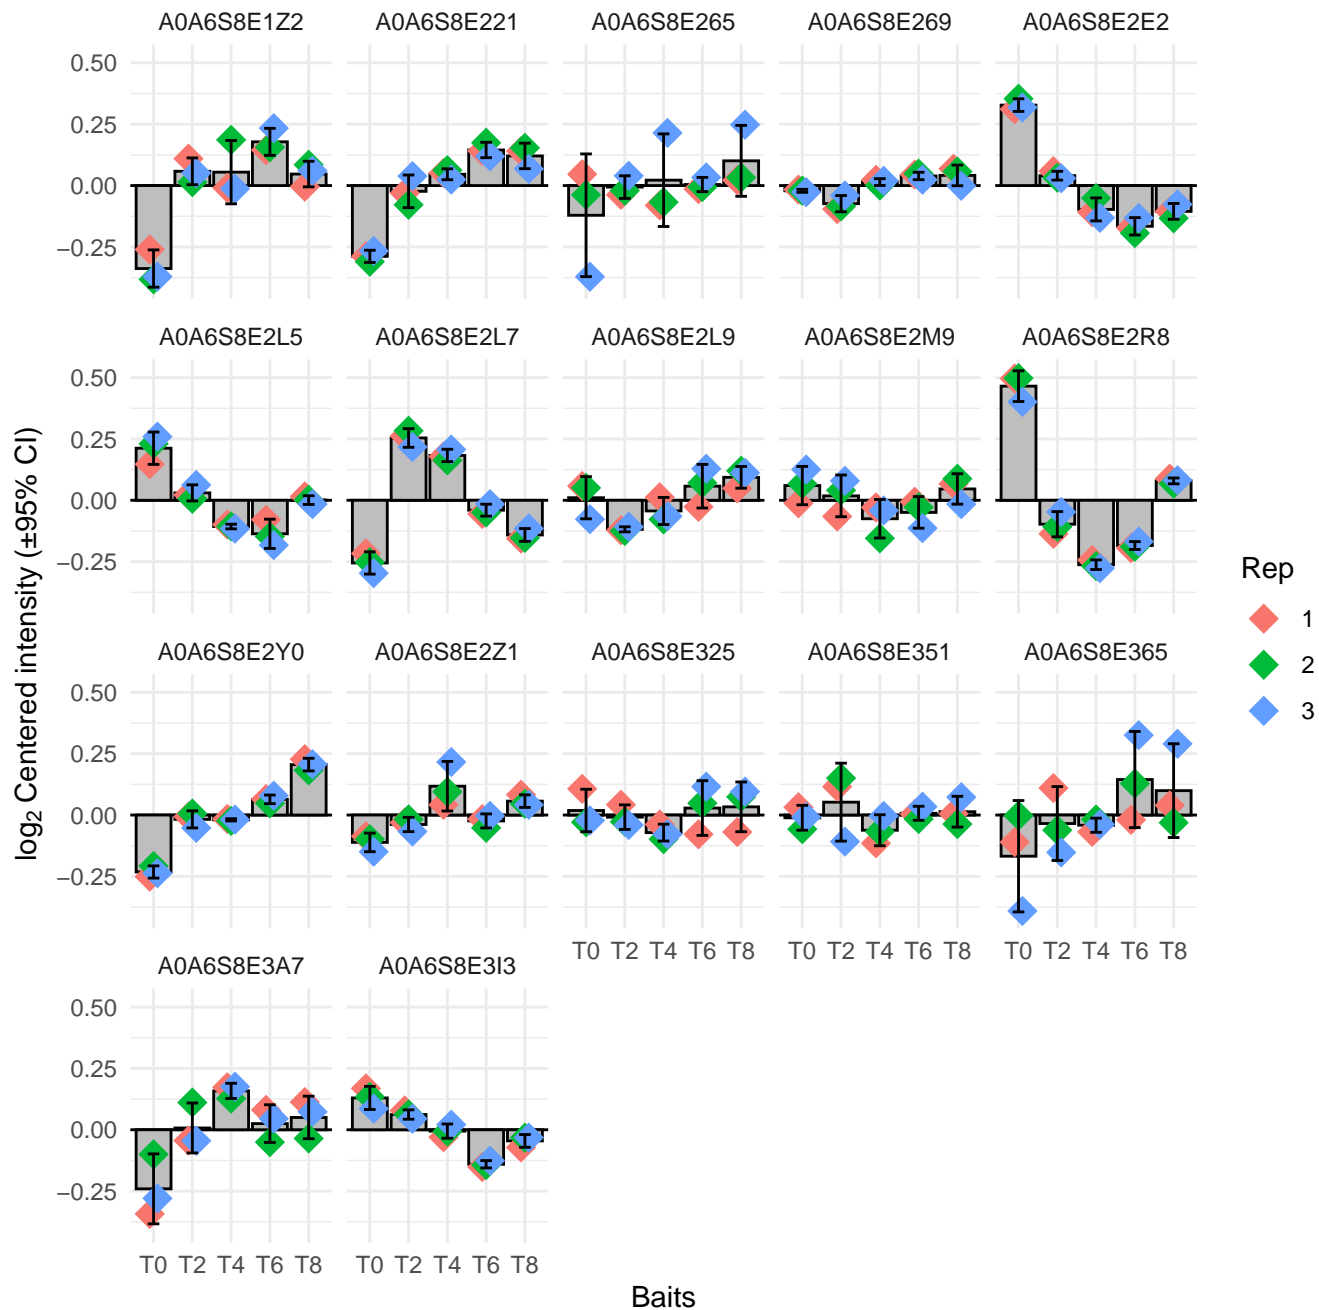 A0A6S8E1Z2 A0A6S8E221 A0A6S8E265 A0A6S8E269 A0A6S8E2E2
0.50
0.25
0.00
−0.25
A0A6S8E2L5 A0A6S8E2L7 A0A6S8E2L9 A0A6S8E2M9 A0A6S8E2R8
0.50
0.25
0.00
−0.25
A0A6S8E2Y0 A0A6S8E2Z1 A0A6S8E325 A0A6S8E351 A0A6S8E365
0.50
0.25
0.00
−0.25
T0 T2 T4 T6 T8 T0 T2 T4 T6 T8 T0 T2 T4 T6 T8
A0A6S8E3A7 A0A6S8E3I3
0.50
0.25
0.00
−0.25
T0 T2 T4 T6 T8 T0 T2 T4 T6 T8
Baits
log₂ Centered intensity (±95% CI)
Rep
1
2
3